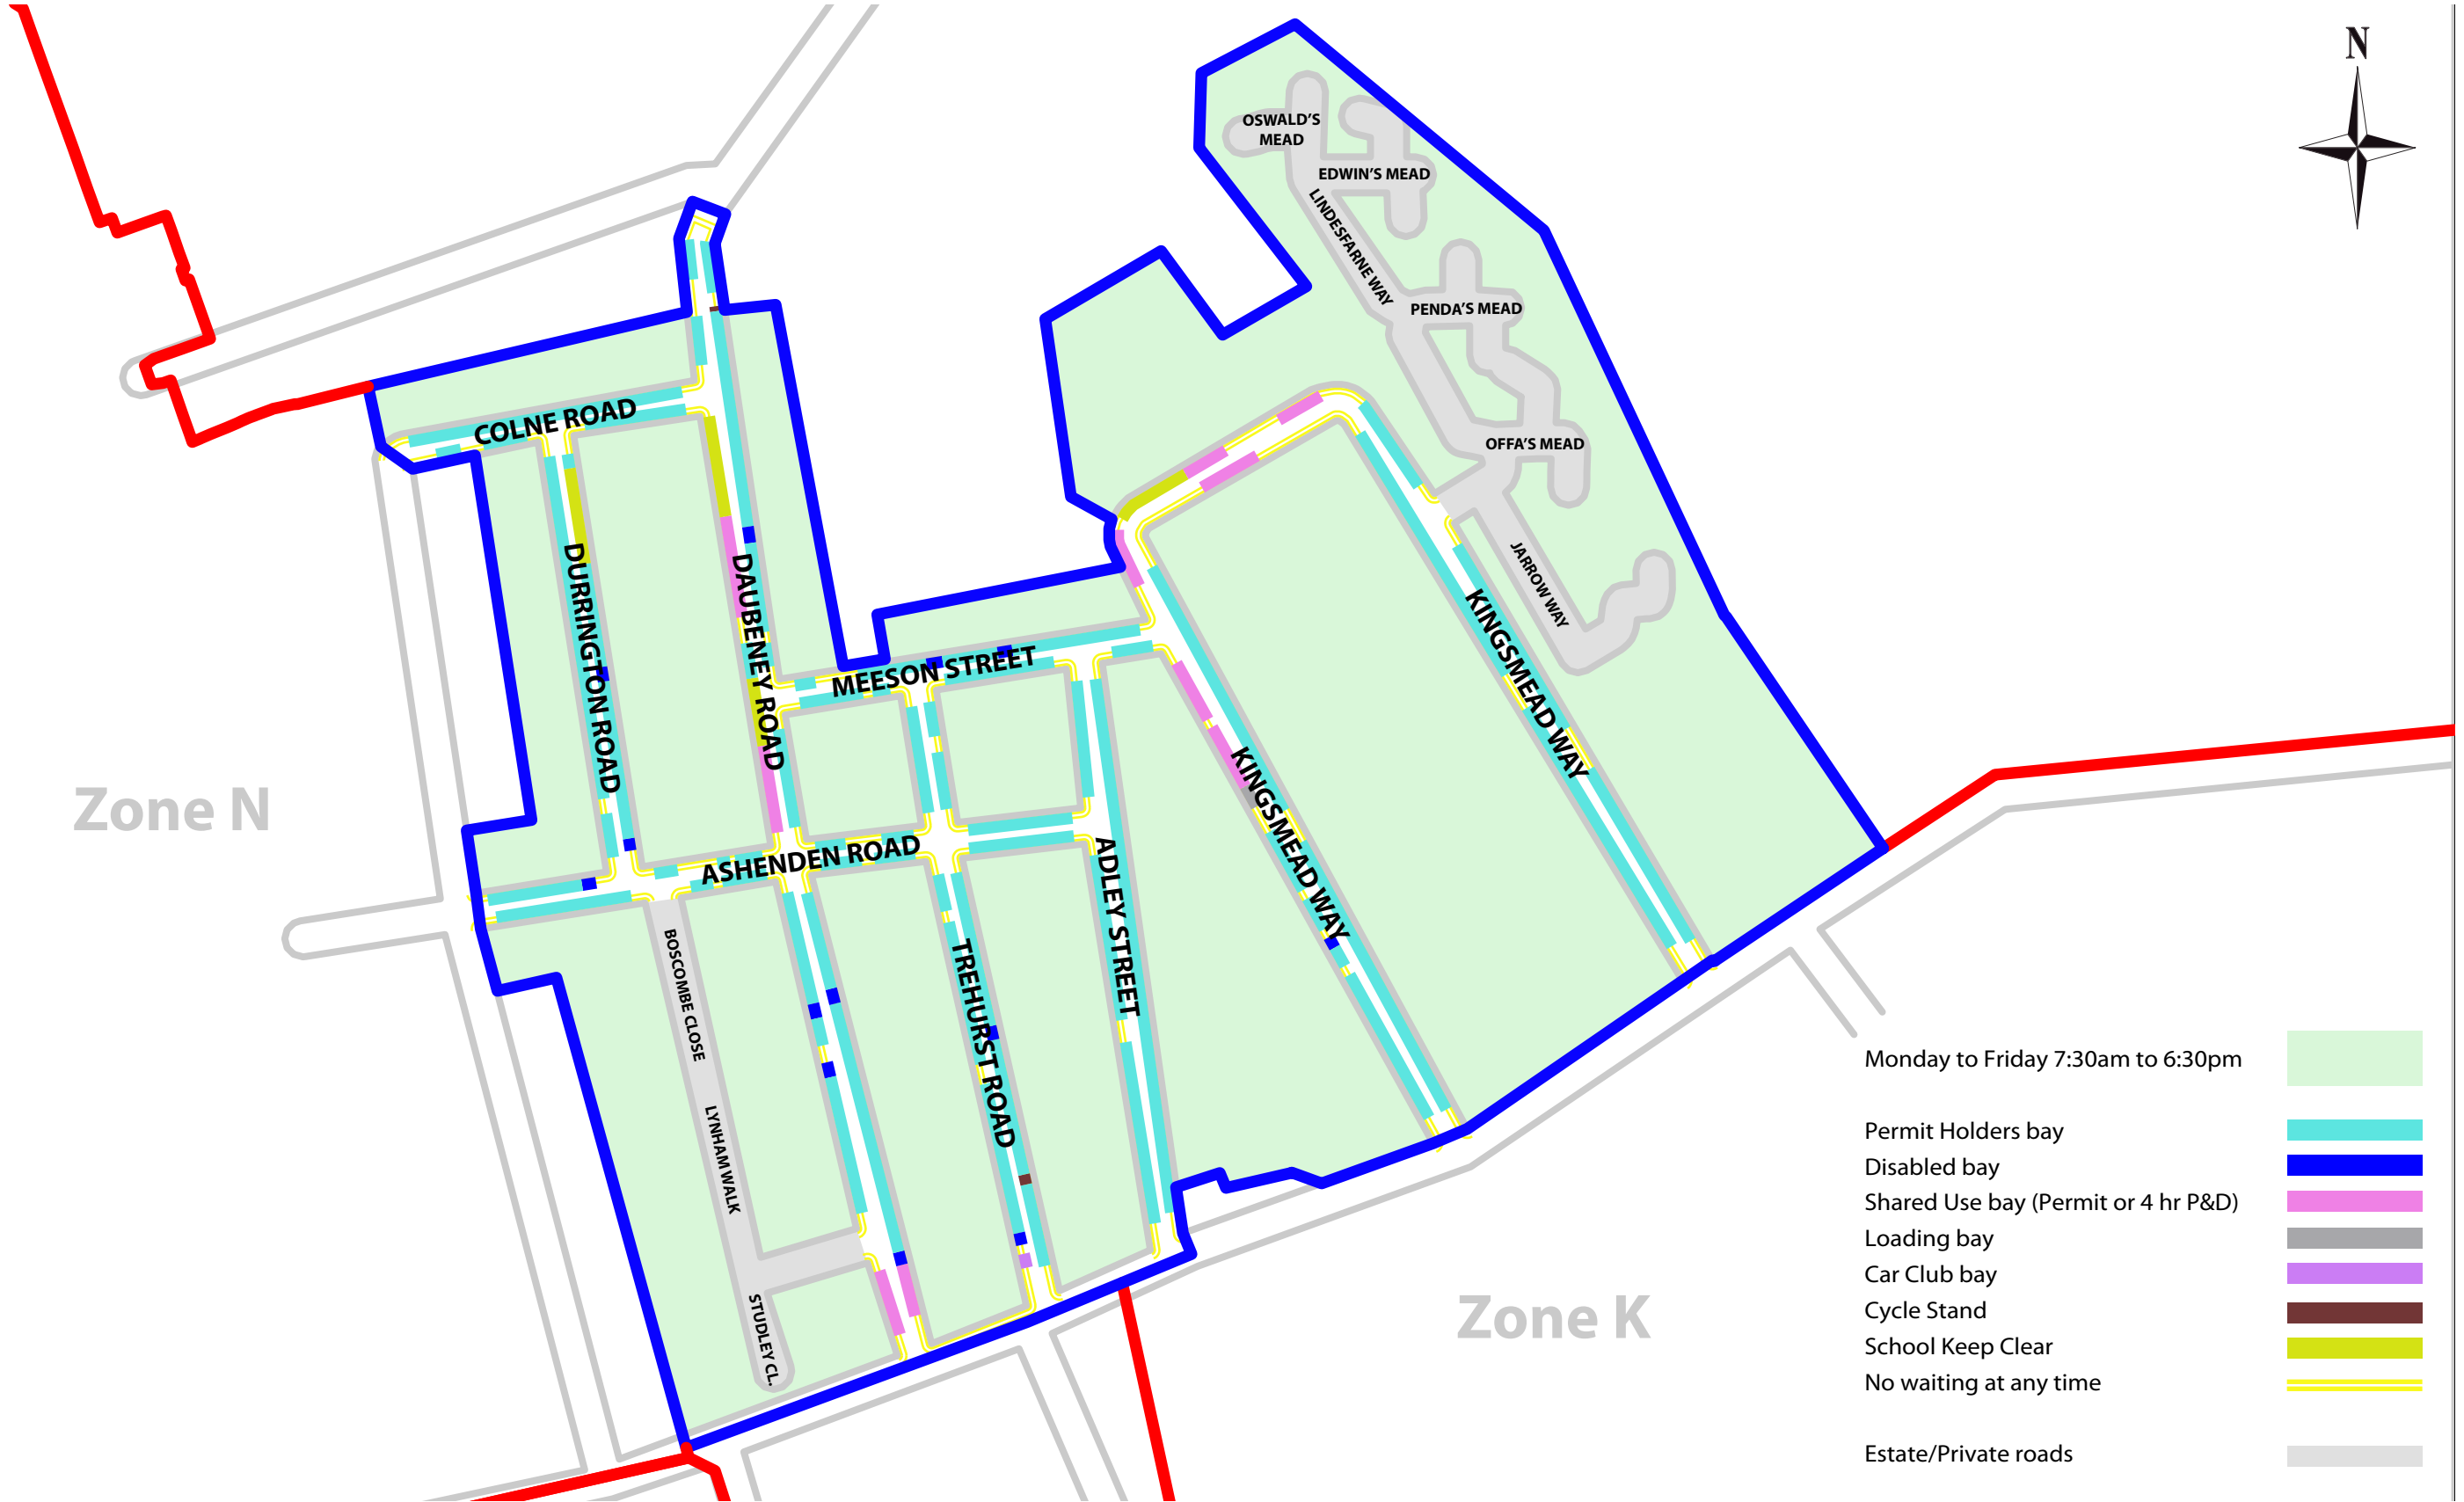 N
OSWALD'S
MEAD
EDWIN'S MEAD
LINDESFARNE WAY
PENDA'S MEAD
COLNE ROAD
OFFA'S MEAD
DURRINGTON ROAD
DAUBENEY ROAD
JARROW WAY
KINGSMEAD WAY
MEESON STREET
Zone N
KINGSMEAD WAY
ASHENDEN ROAD
ADLEY STREET
BOSCOMBE CLOSE
TREHURST ROAD
LYNHAM WALK
STUDLEY CL.
Zone K
Monday to Friday 7:30am to 6:30pm
Permit Holders bay
Disabled bay
Shared Use bay (Permit or 4 hr P&D)
Loading bay
Car Club bay
Cycle Stand
School Keep Clear
No waiting at any time
Estate/Private roads